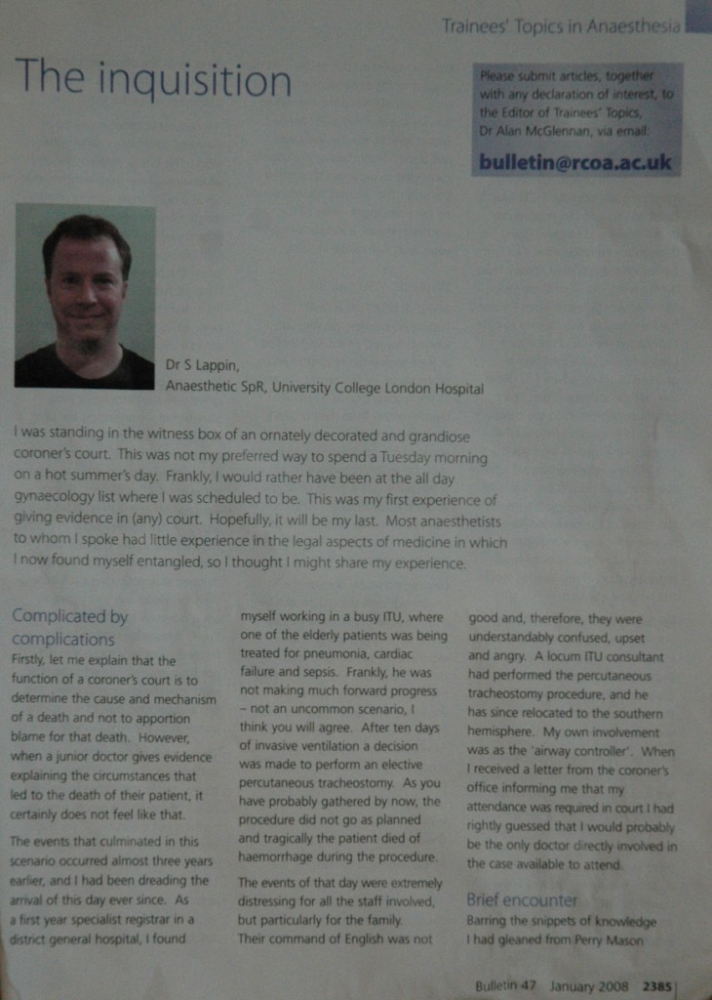 Trainees' Topics in Anaesthesia
The inquisition
Please submit articles, together
with any declaration of interest, to
the Editor of Trainees' Topics,
Dr Alan McGlennan, via email:
bulletin@rcoa.ac.uk
Dr S Lappin,
Anaesthetic SpR, University College London Hospital
I was standing in the witness box of an ornately decorated and grandiose
coroner's court. This was not my preferred way to spend a Tuesday morning
on a hot summer's day. Frankly, I would rather have been at the all day
gynaecology list where I was scheduled to be. This was my first experience of
giving evidence in (any) court. Hopefully, it will be my last. Most anaesthetists
to whom I spoke had little experience in the legal aspects of medicine in which
I now found myself entangled, so I thought I might share my experience.
Complicated by
complications
Firstly, let me explain that the
function of a coroner's court is to
determine the cause and mechanism
of a death and not to apportion
blame for that death. However,
when a junior doctor gives evidence
explaining the circumstances that
led to the death of their patient, it
certainly does not feel like that.
The events that culminated in this
scenario occurred almost three years
earlier, and I had been dreading the
arrival of this day ever since. As
a first year specialist registrar in a
district general hospital, I found
myself working in a busy ITU, where
one of the elderly patients was being
treated for pneumonia, cardiac
failure and sepsis. Frankly, he was
not making much forward progress
– not an uncommon scenario, I
think you will agree. After ten days
of invasive ventilation a decision
was made to perform an elective
percutaneous tracheostomy. As you
have probably gathered by now, the
procedure did not go as planned
and tragically the patient died of
haemorrhage during the procedure.
The events of that day were extremely
distressing for all the staff involved,
but particularly for the family.
Their command of English was not
good and, therefore, they were
understandably confused, upset
and angry. A locum ITU consultant
had performed the percutaneous
tracheostomy procedure, and he
has since relocated to the southern
hemisphere. My own involvement
was as the 'airway controller'. When
I received a letter from the coroner's
office informing me that my
attendance was required in court I had
rightly guessed that I would probably
be the only doctor directly involved in
the case available to attend.
Brief encounter
Barring the snippets of knowledge
I had gleaned from Perry Mason
Bulletin 47 January 2008 2385